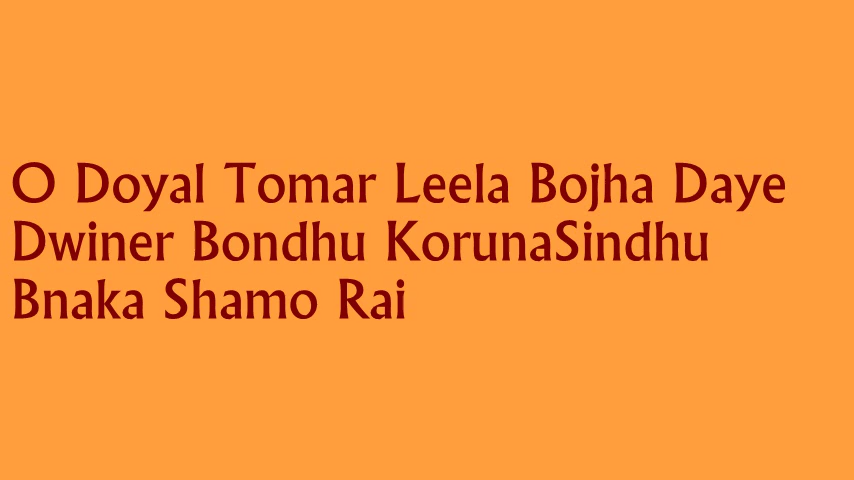 O Doyal Tomar Leela Bojha Daye
Dwiner Bondhu KorunaSindhu
Bnaka Shamo Rai